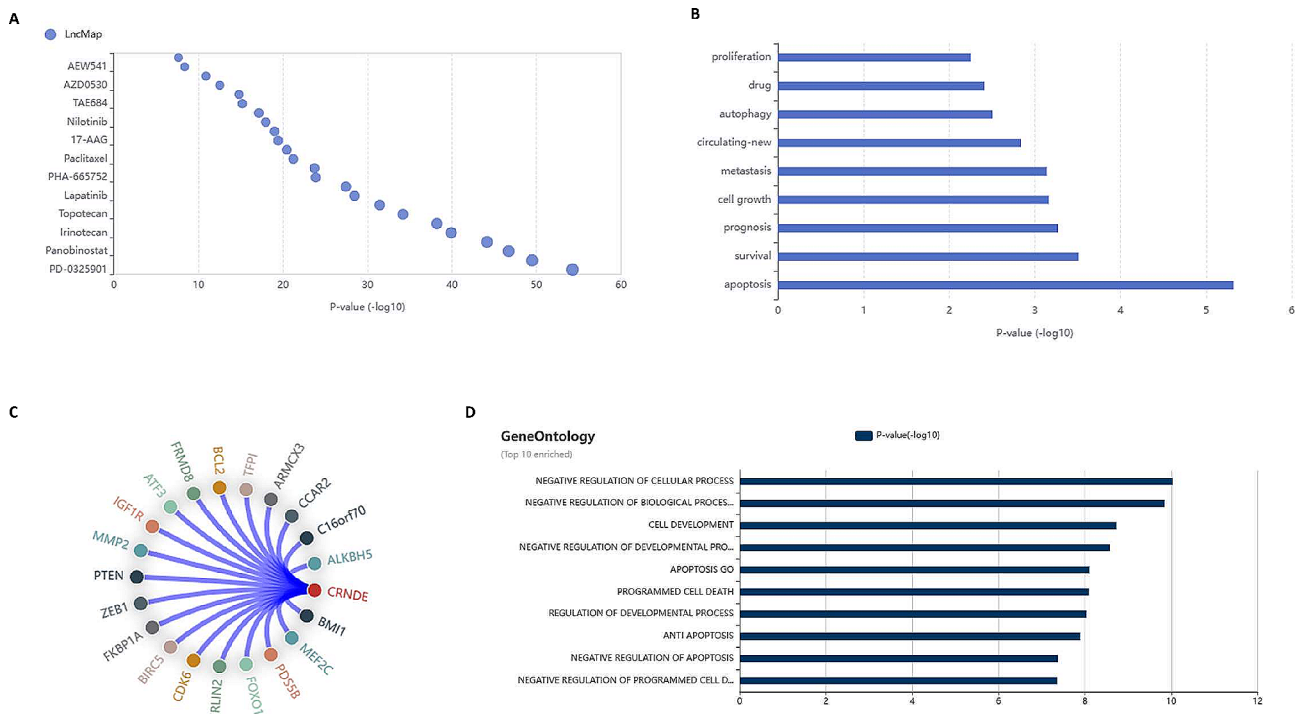 A
LncMap
AEW541
AZD0530
TAE684
Nilotinib
17-AAG
Paclitaxel
PHA-665752
Lapatinib
Topotecan
Irinotecan
Panobinostat
PD-0325901
0 10 20 30 40 50 60
P-value (-log10)
B
proliferation
drug
autophagy
circulating-new
metastasis
cell growth
prognosis
survival
apoptosis
0 1 2 3 4 5 6
P-value (-log10)
C
CRNDE
ALKBH5
C16orf70
CCAR2
ARMCX3
TFPI
BCL2
FRMD8
ATF3
IGF1R
MMP2
PTEN
ZEB1
FKBP1A
BIRC5
CDK6
RLIN2
FOXO1
PDS5B
MEF2C
BMI1
D
GeneOntology
(Top 10 enriched)
P-value(-log10)
NEGATIVE REGULATION OF CELLULAR PROCESS
NEGATIVE REGULATION OF BIOLOGICAL PROCES...
CELL DEVELOPMENT
NEGATIVE REGULATION OF DEVELOPMENTAL PRO...
APOPTOSIS GO
PROGRAMMED CELL DEATH
REGULATION OF DEVELOPMENTAL PROCESS
ANTI APOPTOSIS
NEGATIVE REGULATION OF APOPTOSIS
NEGATIVE REGULATION OF PROGRAMMED CELL D...
0 2 4 6 8 10 12